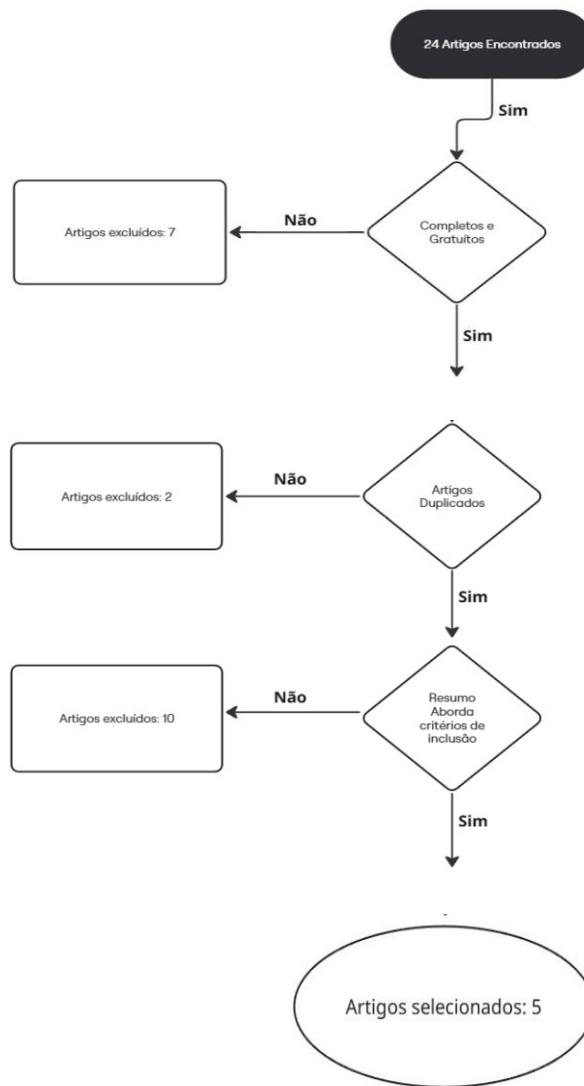 24 Artigos Encontrados
Sim
Completos e
Gratuítos
Não
Artigos excluídos: 7
Sim
Artigos
Duplicados
Não
Artigos excluídos: 2
Sim
Resumo
Aborda
critérios de
inclusão
Não
Artigos excluídos: 10
Sim
Artigos selecionados: 5